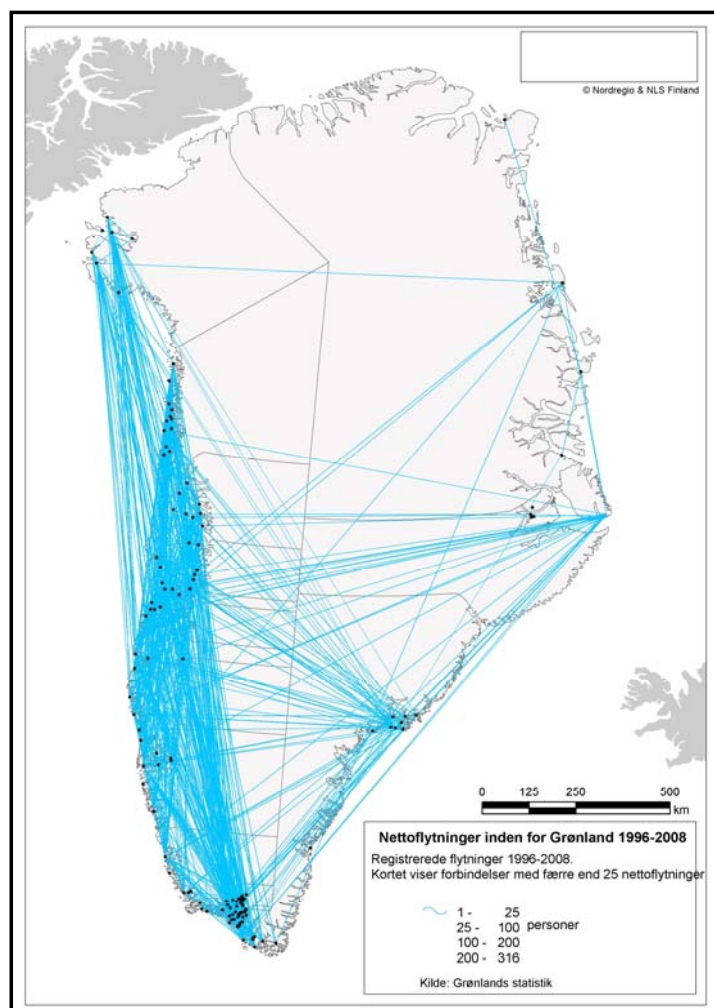 © Nordregio & NLS Finland
0 125 250 500
km
Nettoflytninger inden for Grønland 1996-2008
Registrerede flytninger 1996-2008.
Kortet viser forbindelser med færre end 25 nettoflytninger
1 - 25
25 - 100 personer
100 - 200
200 - 316
Kilde: Grønlands statistik